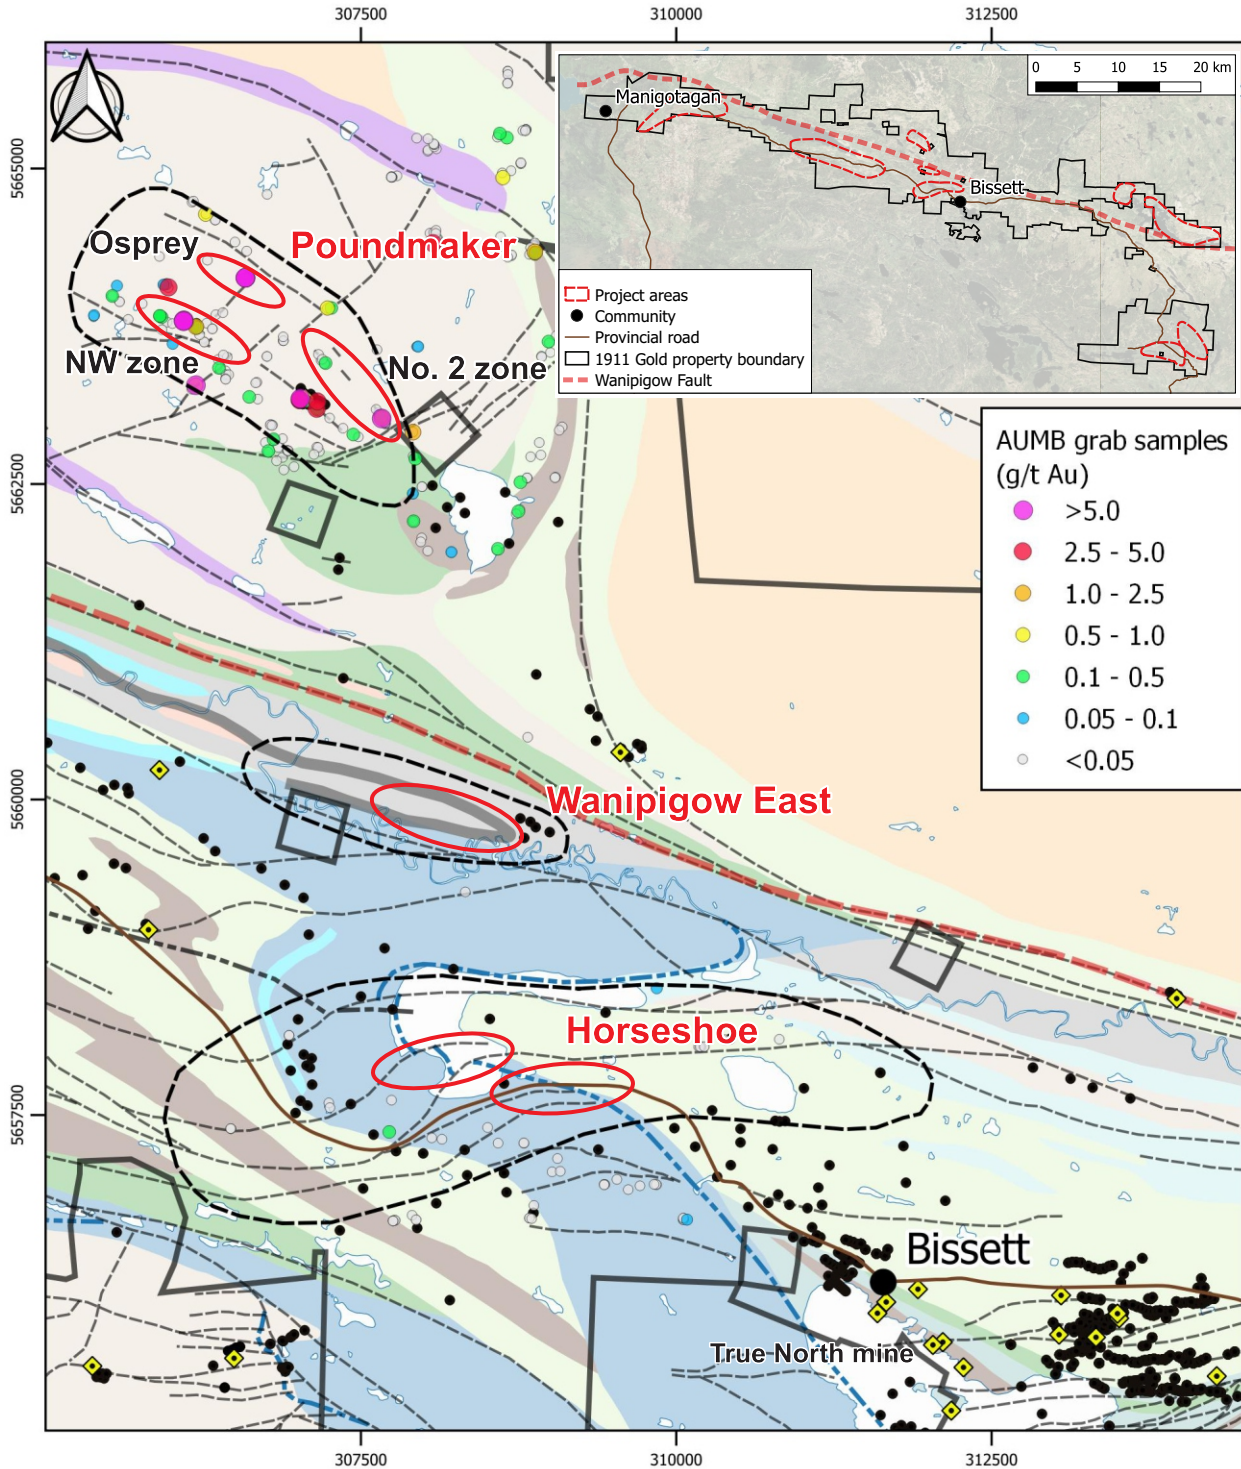 307500
310000
312500
5665000
5662500
5660000
5657500
0 5 10 15 20 km
Manigotagan
Bissett
Project areas
Community
Provincial road
1911 Gold property boundary
Wanipigow Fault
Osprey
Poundmaker
NW zone
No. 2 zone
AUMB grab samples
(g/t Au)
>5.0
2.5 - 5.0
1.0 - 2.5
0.5 - 1.0
0.1 - 0.5
0.05 - 0.1
<0.05
Wanipigow East
Horseshoe
Bissett
True North mine
307500
310000
312500